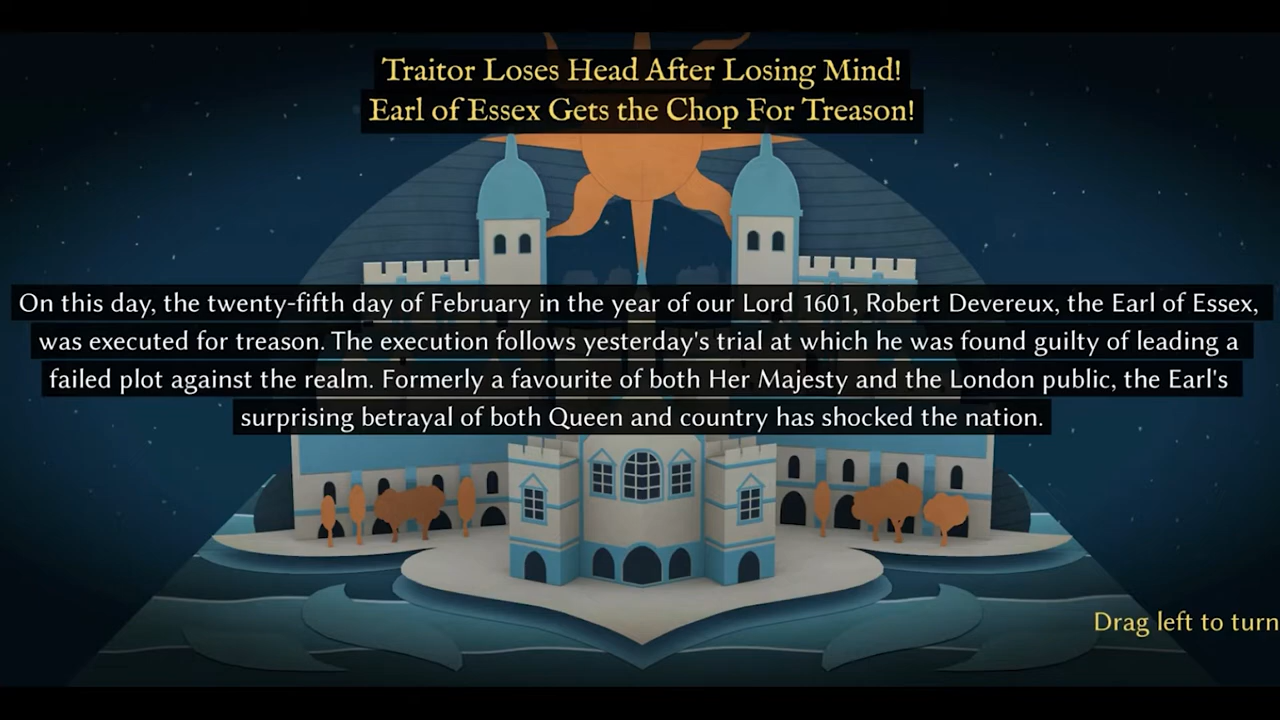 Traitor Loses Head After Losing Mind!
Earl of Essex Gets the Chop For Treason!
On this day, the twenty-fifth day of February in the year of our Lord 1601, Robert Devereux, the Earl of Essex,
was executed for treason. The execution follows yesterday's trial at which he was found guilty of leading a
failed plot against the realm. Formerly a favourite of both Her Majesty and the London public, the Earl's
surprising betrayal of both Queen and country has shocked the nation.
Drag left to turn